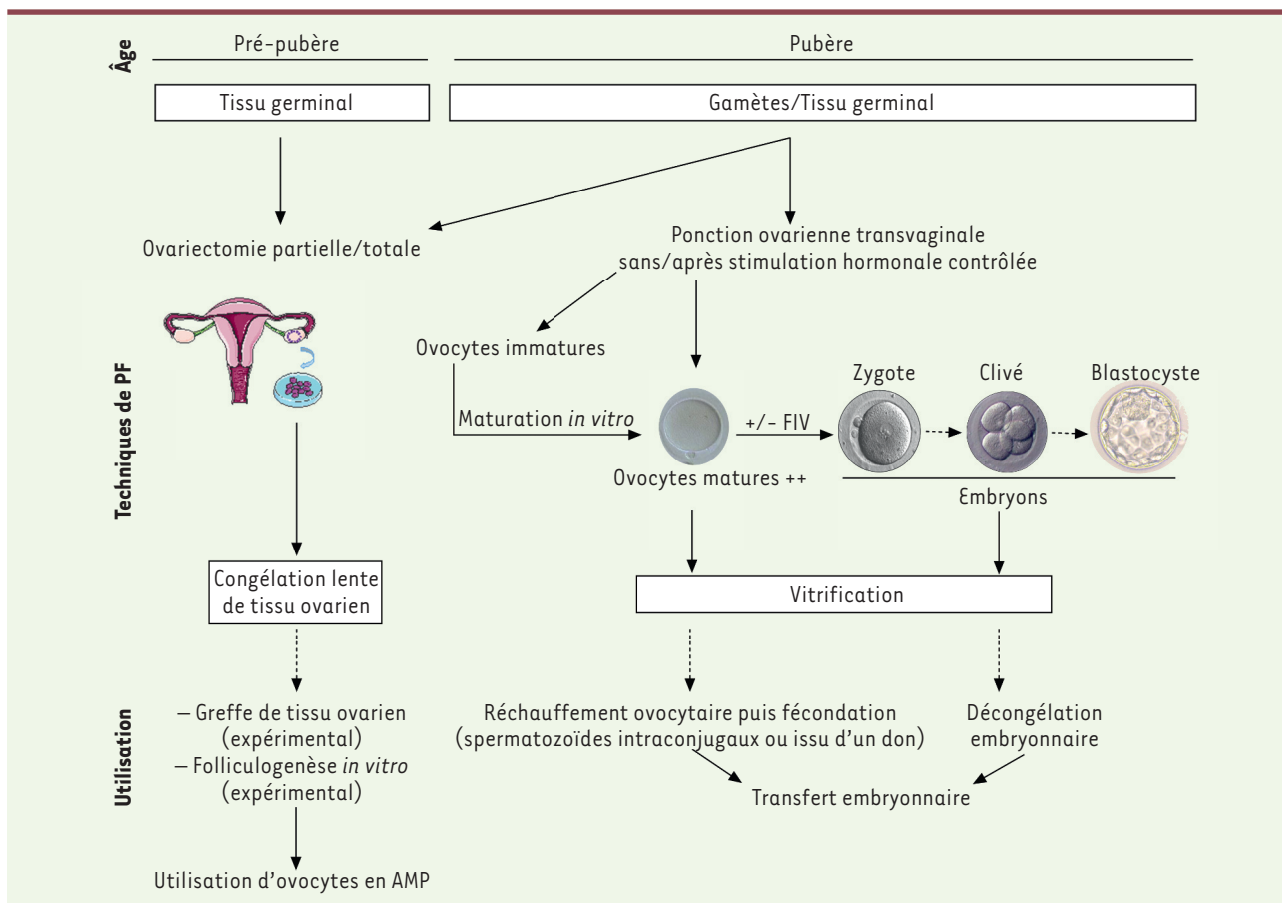 Âge
Pré-pubère
Pubère
Tissu germinal
Gamètes/Tissu germinal
Techniques de PF
Ovariectomie partielle/totale
Ponction ovarienne transvaginale
sans/après stimulation hormonale contrôlée
Ovocytes immatures
Maturation in vitro
Ovocytes matures ++
+/– FIV
Zygote
Clivé
Blastocyste
Embryons
Congélation lente
de tissu ovarien
Vitrification
Utilisation
– Greffe de tissu ovarien
(expérimental)
– Folliculogenèse in vitro
(expérimental)
Utilisation d’ovocytes en AMP
Réchauffement ovocytaire puis fécondation
(spermatozoïdes intraconjugaux ou issu d’un don)
Décongélation
embryonnaire
Transfert embryonnaire